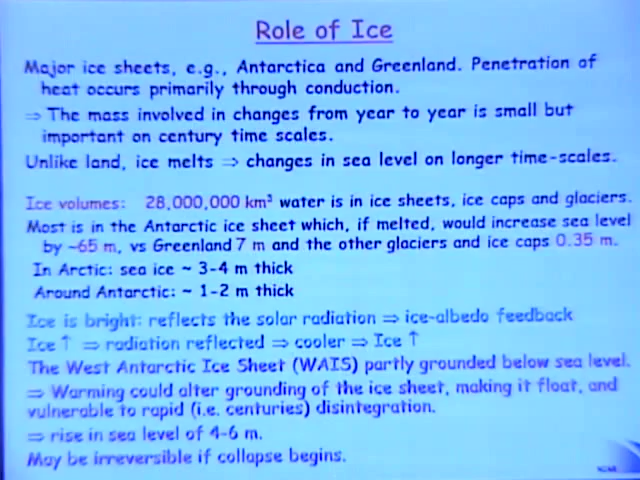 Role of Ice
Major ice sheets, e.g., Antarctica and Greenland. Penetration of
heat occurs primarily through conduction.
⇒ The mass involved in changes from year to year is small but
important on century time scales.
Unlike land, ice melts ⇒ changes in sea level on longer time-scales.
Ice volumes: 28,000,000 km³ water is in ice sheets, ice caps and glaciers.
Most is in the Antarctic ice sheet which, if melted, would increase sea level
by ~65 m, vs Greenland 7 m and the other glaciers and ice caps 0.35 m.
In Arctic: sea ice ~ 3-4 m thick
Around Antarctic: ~ 1-2 m thick
Ice is bright: reflects the solar radiation ⇒ ice-albedo feedback
Ice ↑ ⇒ radiation reflected ⇒ cooler ⇒ Ice ↑
The West Antarctic Ice Sheet (WAIS) partly grounded below sea level.
⇒ Warming could alter grounding of the ice sheet, making it float, and
vulnerable to rapid (i.e. centuries) disintegration.
⇒ rise in sea level of 4-6 m.
May be irreversible if collapse begins.
NCAR